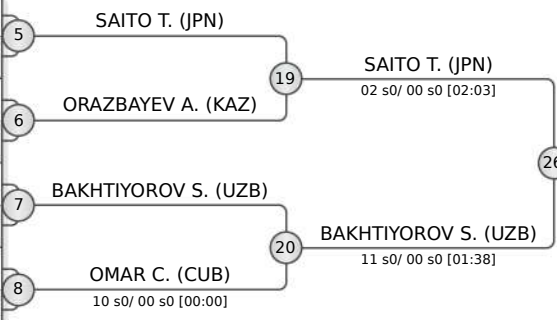 5
SAITO T. (JPN)
19
SAITO T. (JPN)
02 s0/ 00 s0 [02:03]
6
ORAZBAYEV A. (KAZ)
26
7
BAKHTIYOROV S. (UZB)
20
BAKHTIYOROV S. (UZB)
11 s0/ 00 s0 [01:38]
8
OMAR C. (CUB)
10 s0/ 00 s0 [00:00]